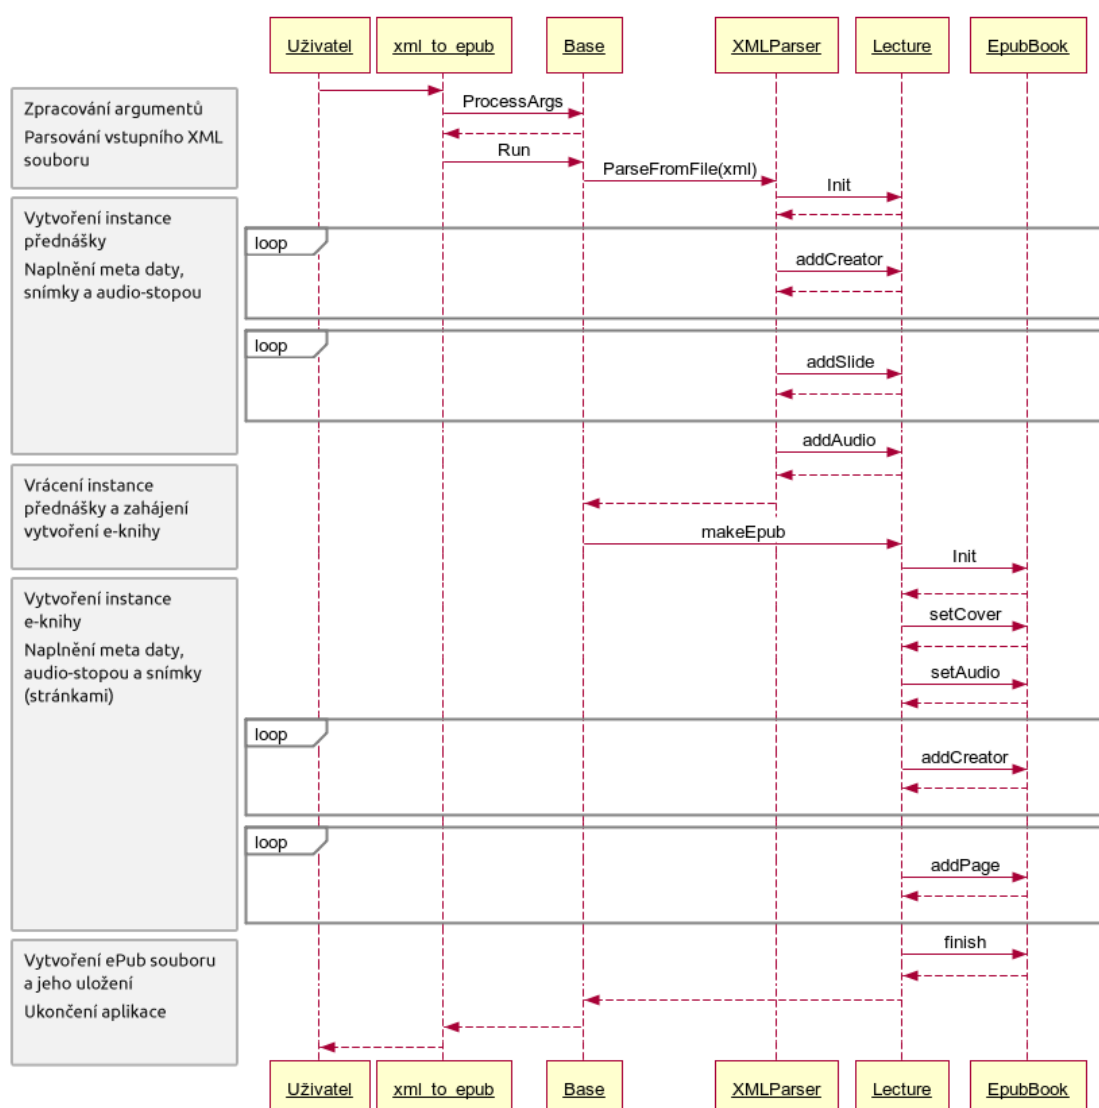 Uživatel
xml_to_epub
Base
XMLParser
Lecture
EpubBook
Zpracování argumentů
Parsování vstupního XML
souboru
ProcessArgs
Run
ParseFromFile(xml)
Init
Vytvoření instance
přednášky
Naplnění meta daty,
snímky a audio-stopou
loop
addCreator
loop
addSlide
addAudio
Vrácení instance
přednášky a zahájení
vytvoření e-knihy
makeEpub
Init
Vytvoření instance
e-knihy
Naplnění meta daty,
audio-stopou a snímky
(stránkami)
setCover
setAudio
loop
addCreator
loop
addPage
Vytvoření ePub souboru
a jeho uložení
Ukončení aplikace
finish
Uživatel
xml_to_epub
Base
XMLParser
Lecture
EpubBook